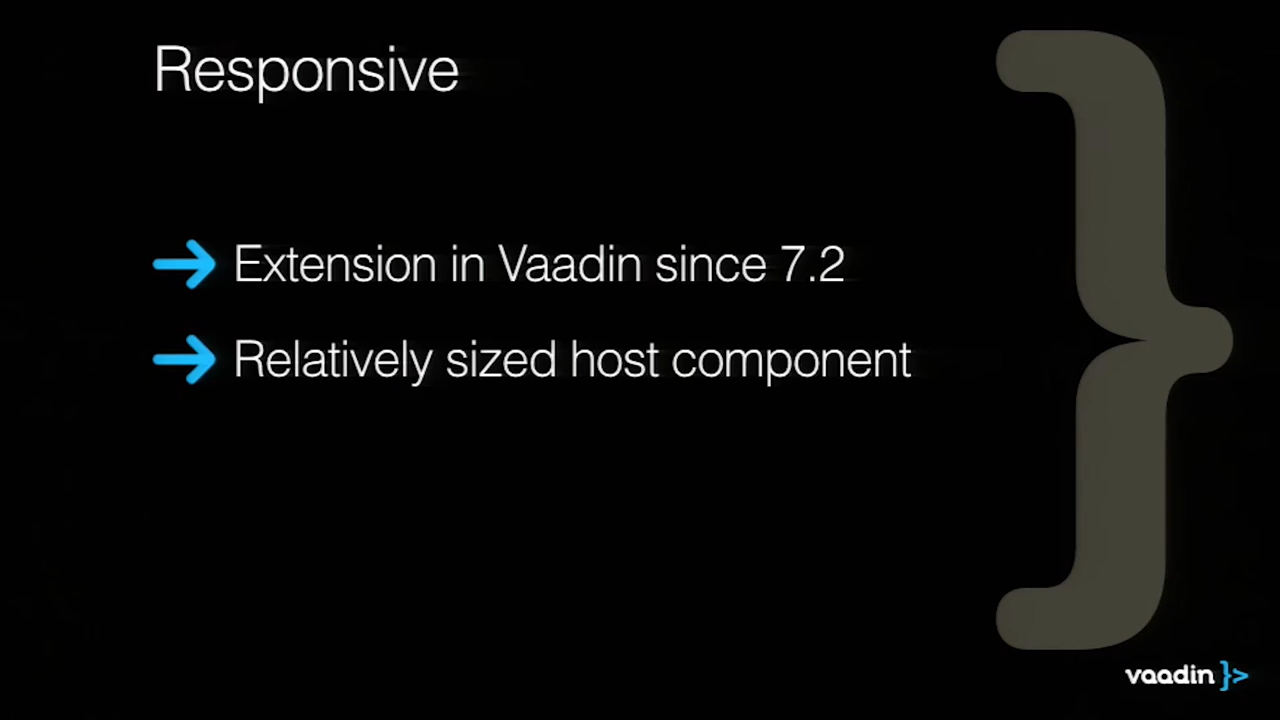 Responsive
Extension in Vaadin since 7.2
Relatively sized host component
vaadin }>